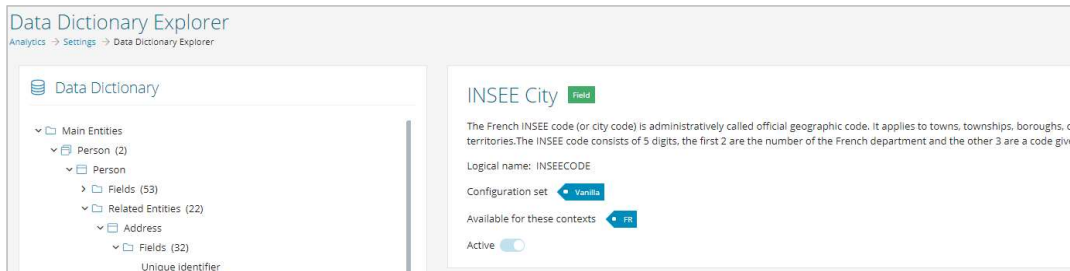 Data Dictionary Explorer
Analytics → Settings → Data Dictionary Explorer
Data Dictionary
Main Entities
Person (2)
Person
Fields (53)
Related Entities (22)
Address
Fields (32)
Unique identifier
INSEE City Field
The French INSEE code (or city code) is administratively called official geographic code. It applies to towns, townships, boroughs,
territories.The INSEE code consists of 5 digits, the first 2 are the number of the French department and the other 3 are a code
Logical name: INSEECODE
Configuration set Vanilla
Available for these contexts FR
Active